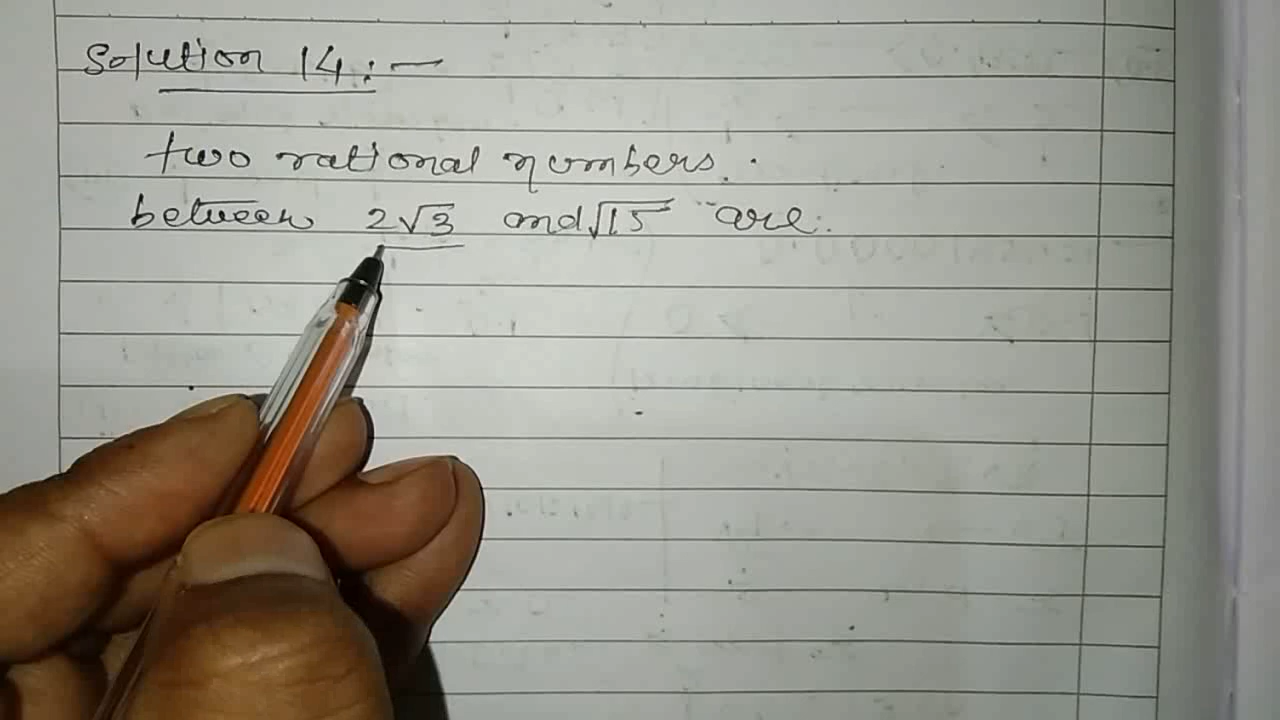 Solution 14:-
two rational numbers.
between 2√3 and √15 are.